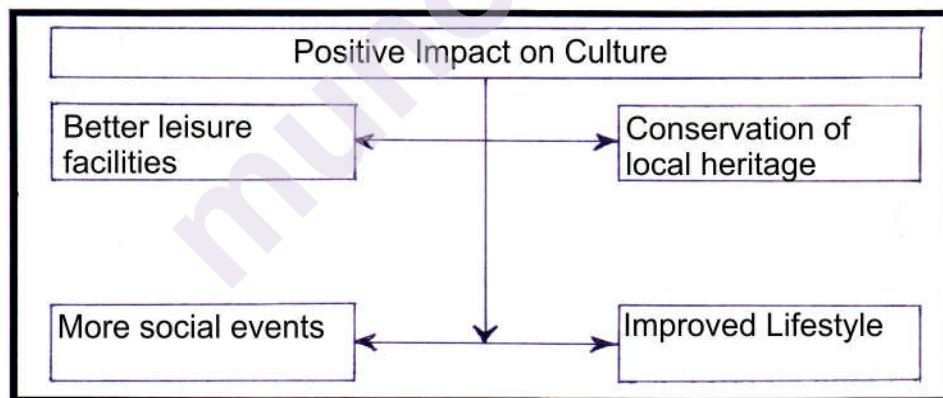 Positive Impact on Culture
Better leisure
facilities
Conservation of
local heritage
More social events
Improved Lifestyle